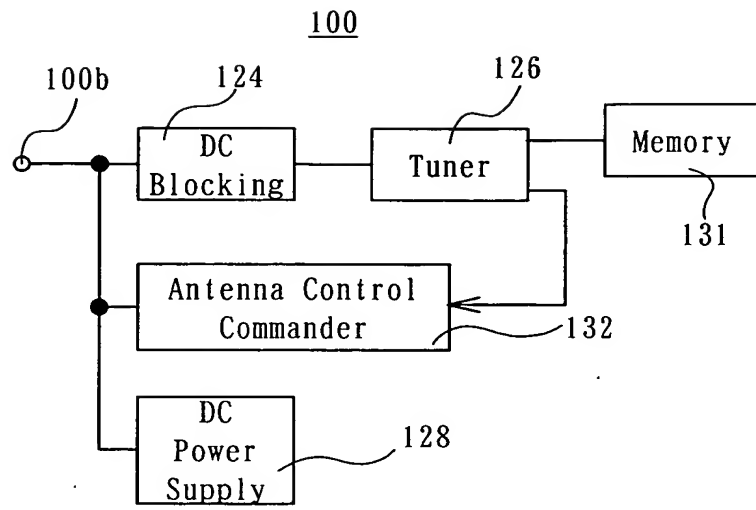 100
100b
124
126
DC
Blocking
Tuner
Memory
131
Antenna Control
Commander
132
DC
Power
Supply
128